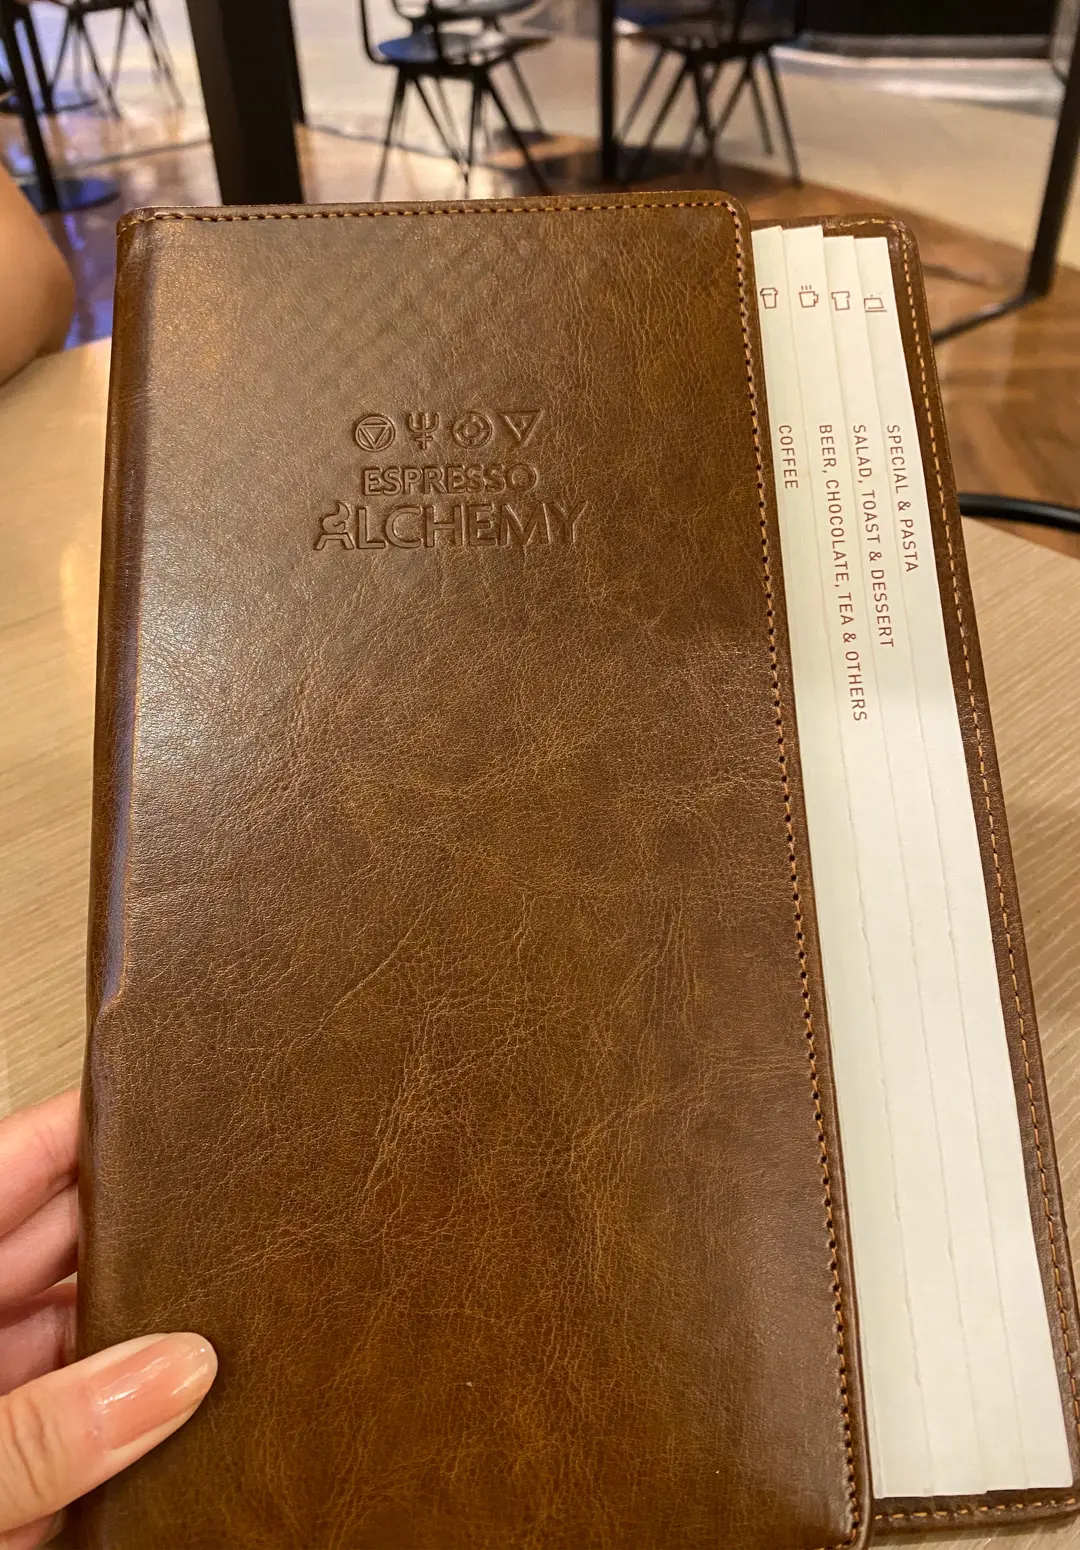 ESPRESSO
ALCHEMY
COFFEE
BEER, CHOCOLATE, TEA & OTHERS
SALAD, TOAST & DESSERT
SPECIAL & PASTA